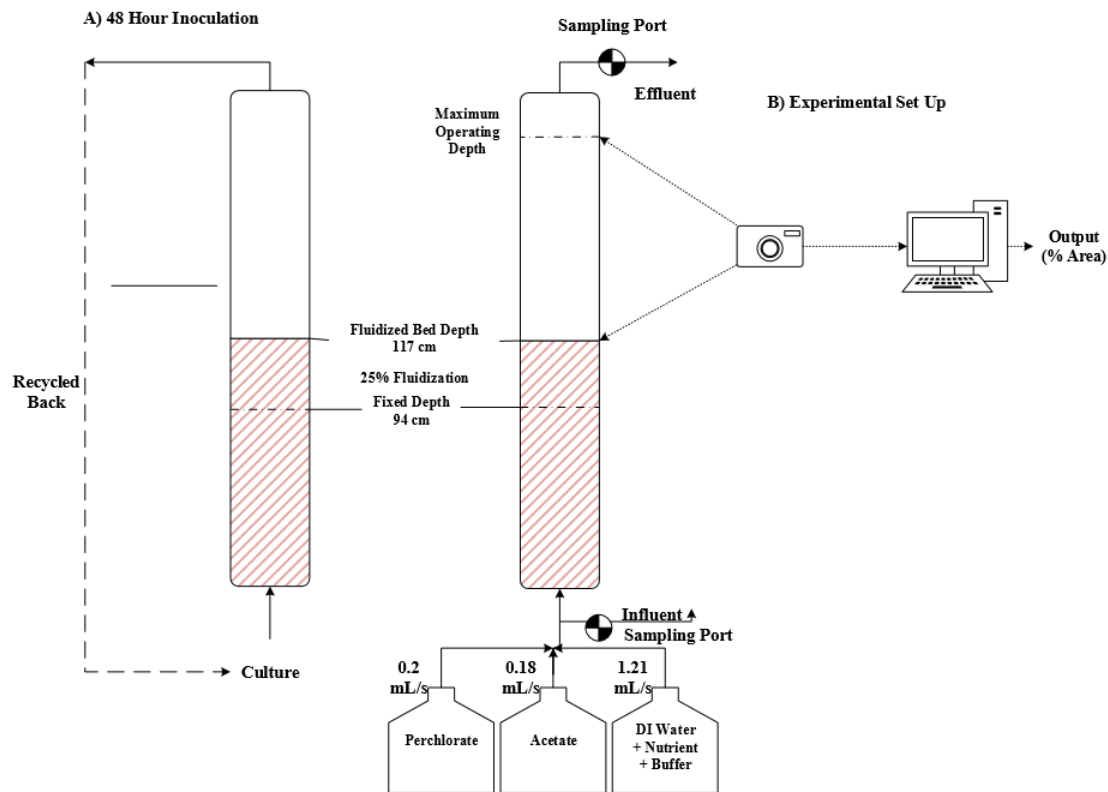 A) 48 Hour Inoculation
Sampling Port
Effluent
B) Experimental Set Up
Maximum
Operating
Depth
Output
(% Area)
Fluidized Bed Depth
117 cm
25% Fluidization
Fixed Depth
94 cm
Recycled
Back
Influent
Sampling Port
Culture
0.2
mL/s
0.18
mL/s
1.21
mL/s
Perchlorate
Acetate
DI Water
+ Nutrient
+ Buffer